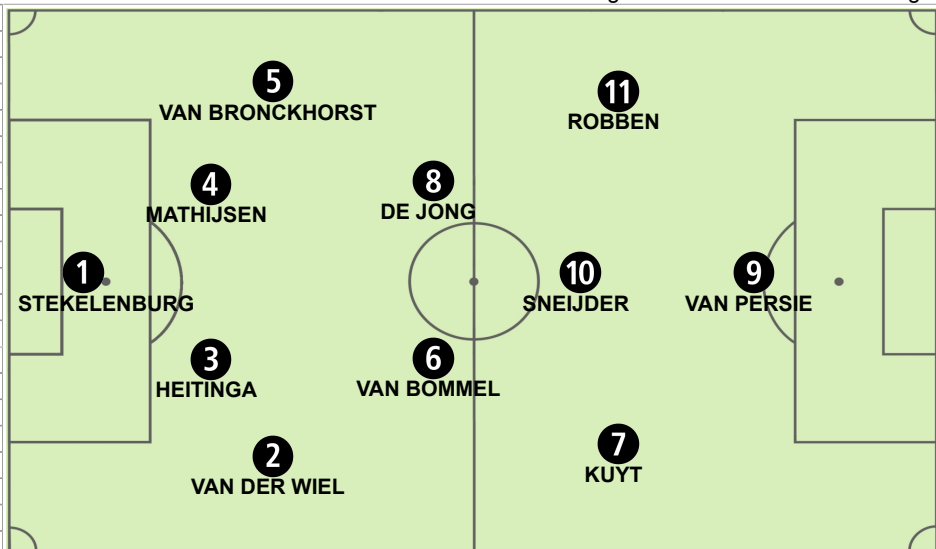 5
VAN BRONCKHORST
11
ROBBEN
4
MATHIJSEN
8
DE JONG
1
STEKELENBURG
10
SNEIJDER
9
VAN PERSIE
3
HEITINGA
6
VAN BOMMEL
2
VAN DER WIEL
7
KUYT